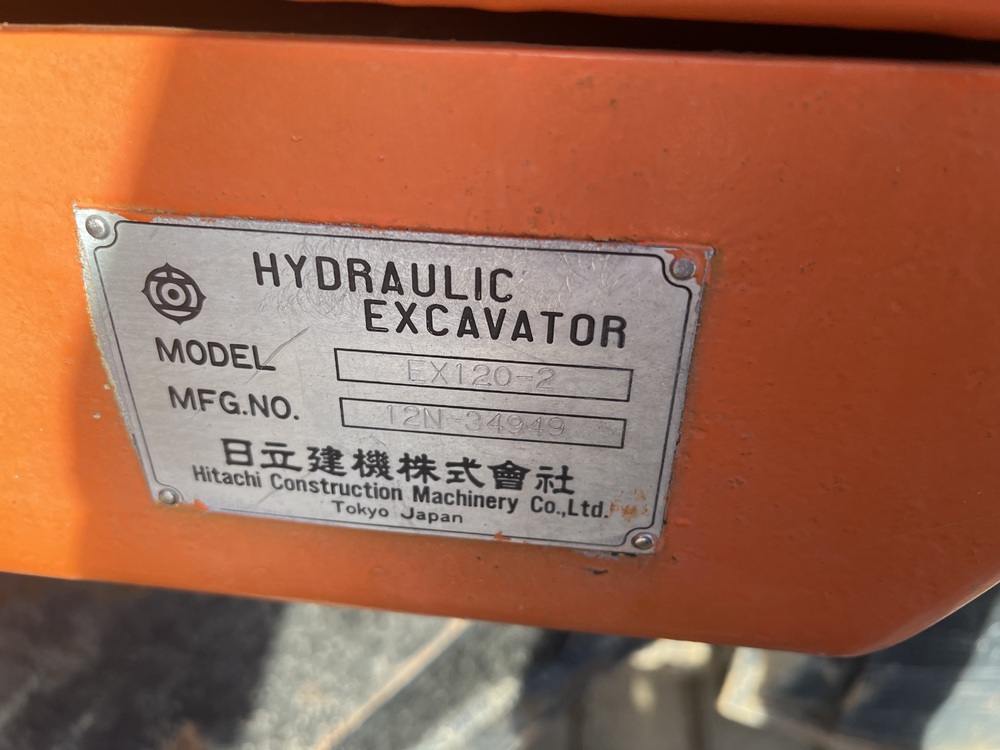 HYDRAULIC
EXCAVATOR
MODEL EX120-2
MFG.NO. 12N-34949
日立建機株式會社
Hitachi Construction Machinery Co.,Ltd.
Tokyo Japan